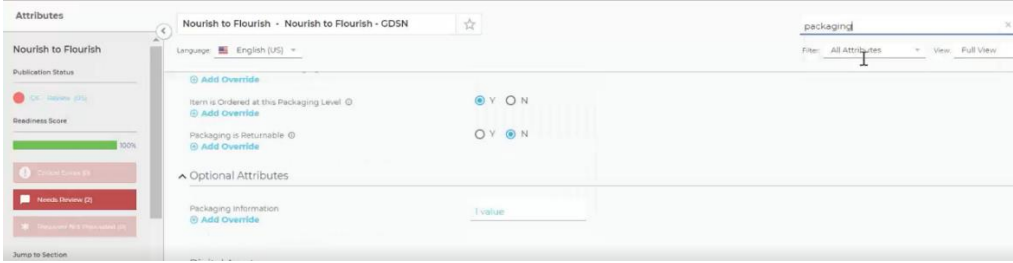 Attributes
Nourish to Flourish - Nourish to Flourish - GDSN
packaging
Nourish to Flourish
Language: English (US)
Filter: All Attributes
View: Full View
Publication Status
Add Override
Item is Ordered at this Packaging Level
Y N
Add Override
Readiness Score
Packaging is Returnable
Y N
Add Override
100%
Optional Attributes
Needs Review (2)
Packaging Information
1 value
Add Override
Jump to Section